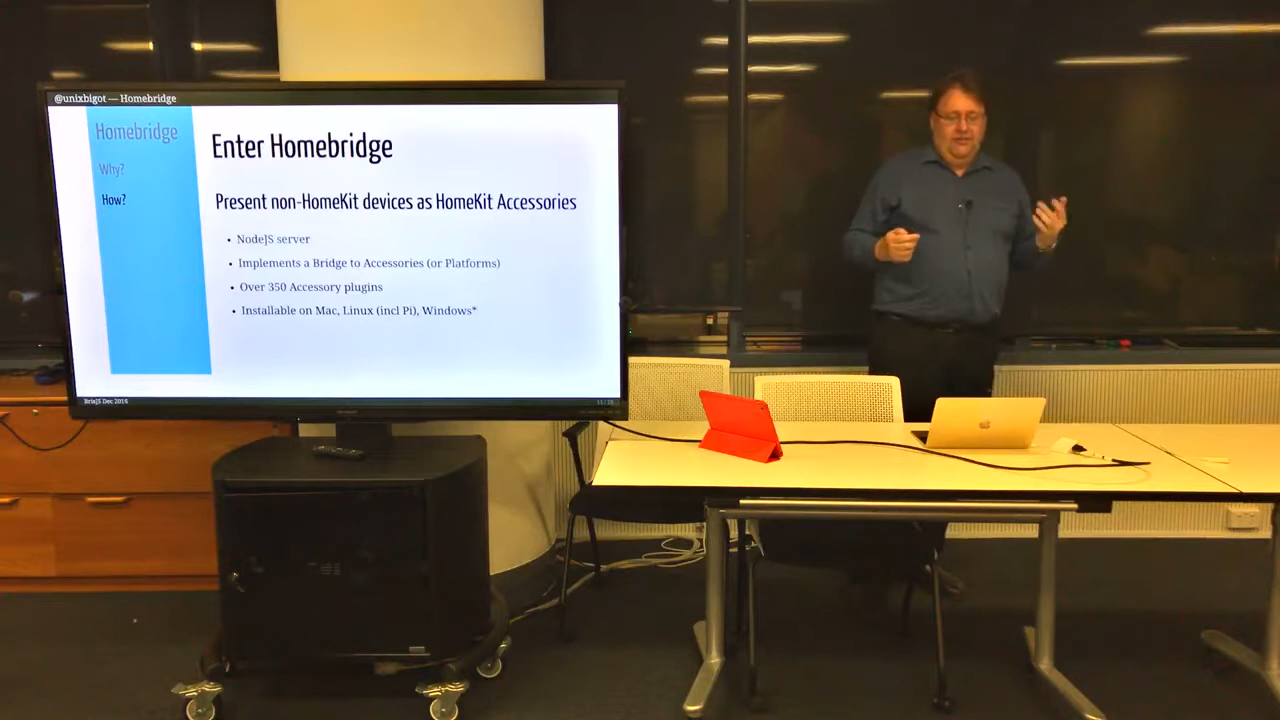 @unixbigot — Homebridge
Homebridge
Why?
How?
Enter Homebridge
Present non-HomeKit devices as HomeKit Accessories
• NodeJS server
• Implements a Bridge to Accessories (or Platforms)
• Over 350 Accessory plugins
• Installable on Mac, Linux (incl Pi), Windows*
BrisJS Dec 2016